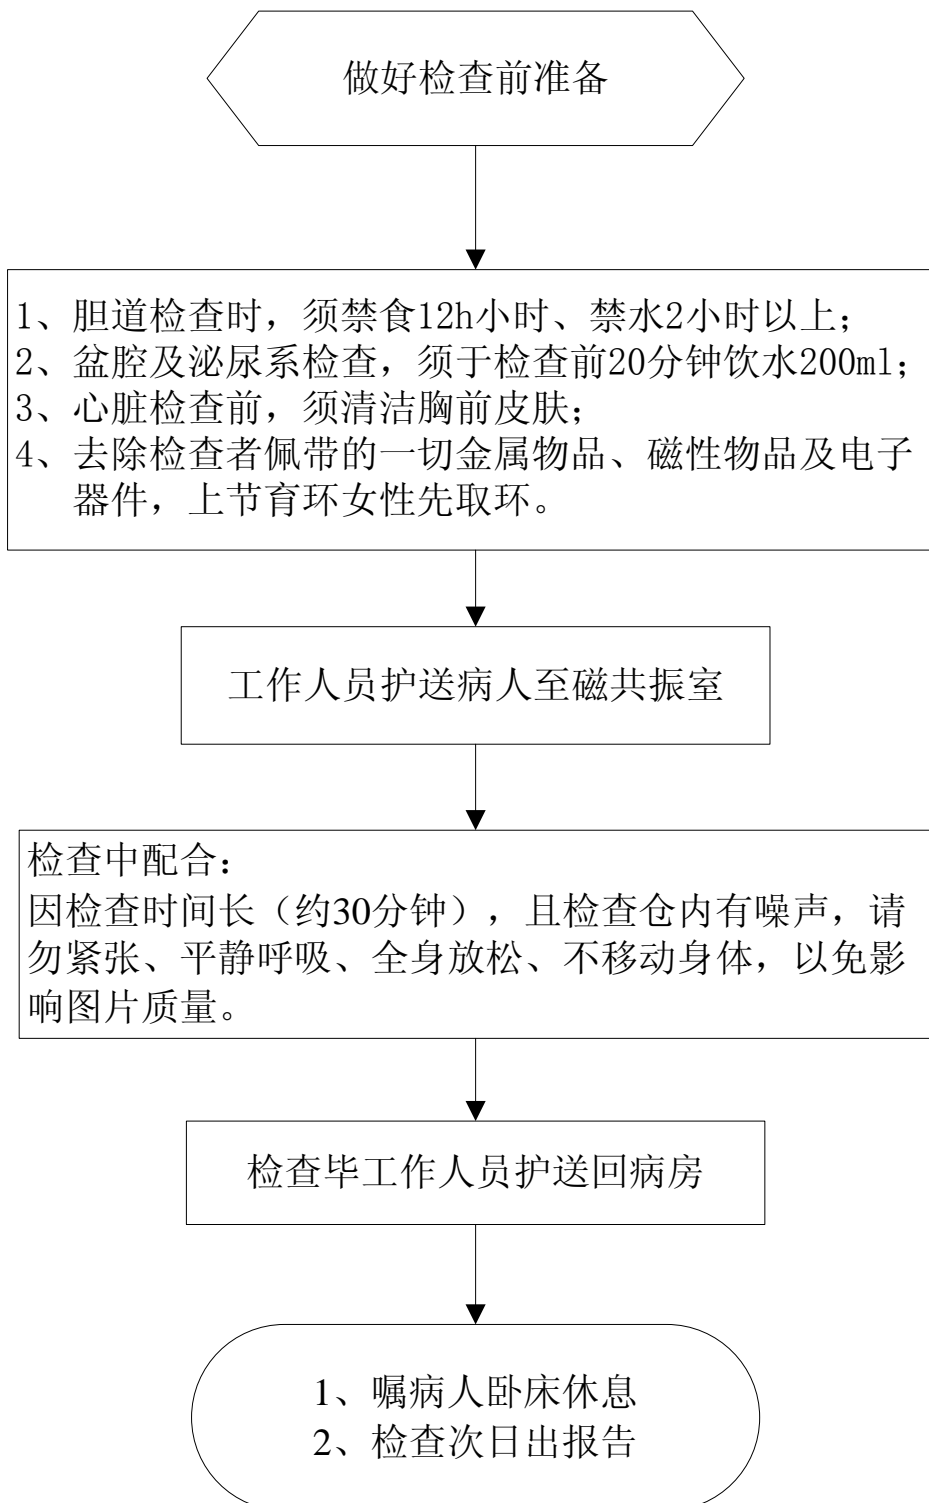 做好检查前准备
1、胆道检查时，须禁食12h小时、禁水2小时以上；
2、盆腔及泌尿系检查，须于检查前20分钟饮水200ml；
3、心脏检查前，须清洁胸前皮肤；
4、去除检查者佩带的一切金属物品、磁性物品及电子
器件，上节育环女性先取环。
工作人员护送病人至磁共振室
检查中配合：
因检查时间长（约30分钟），且检查仓内有噪声，请
勿紧张、平静呼吸、全身放松、不移动身体，以免影
响图片质量。
检查毕工作人员护送回病房
1、嘱病人卧床休息
2、检查次日出报告